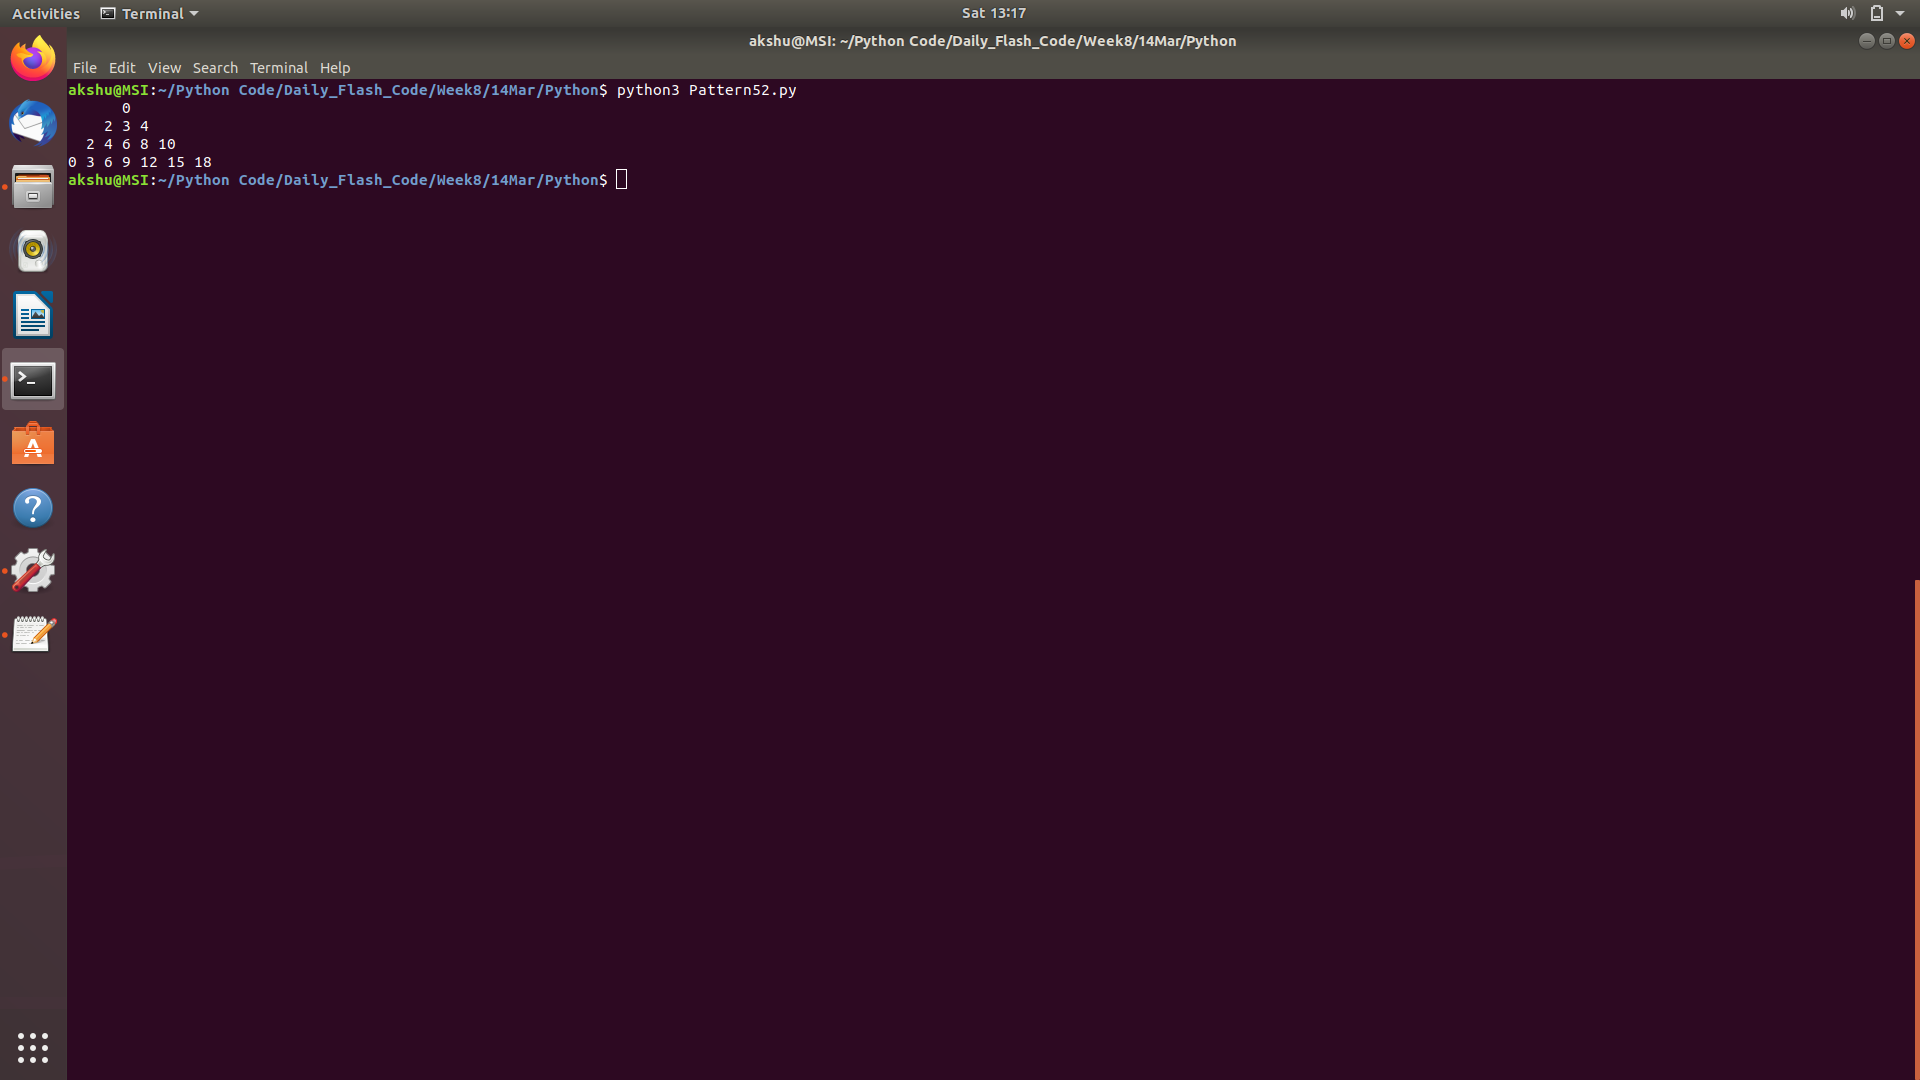 Activities Terminal Sat 13:17
akshu@MSI: ~/Python Code/Daily_Flash_Code/Week8/14Mar/Python
File Edit View Search Terminal Help
akshu@MSI:~/Python Code/Daily_Flash_Code/Week8/14Mar/Python$ python3 Pattern52.py
      0
    2 3 4
  2 4 6 8 10
0 3 6 9 12 15 18
akshu@MSI:~/Python Code/Daily_Flash_Code/Week8/14Mar/Python$